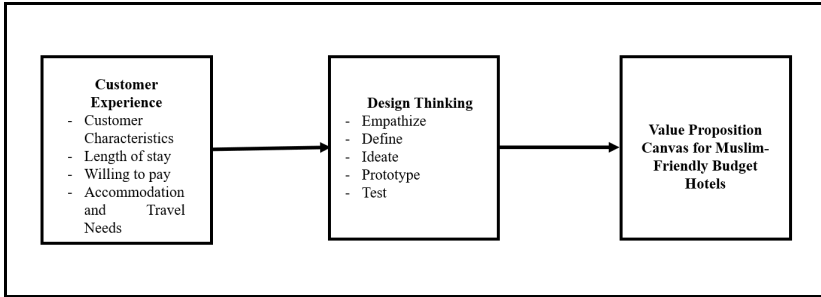 Customer
Experience
- Customer
Characteristics
- Length of stay
- Willing to pay
- Accommodation
and Travel
Needs
Design Thinking
- Empathize
- Define
- Ideate
- Prototype
- Test
Value Proposition
Canvas for Muslim-
Friendly Budget
Hotels